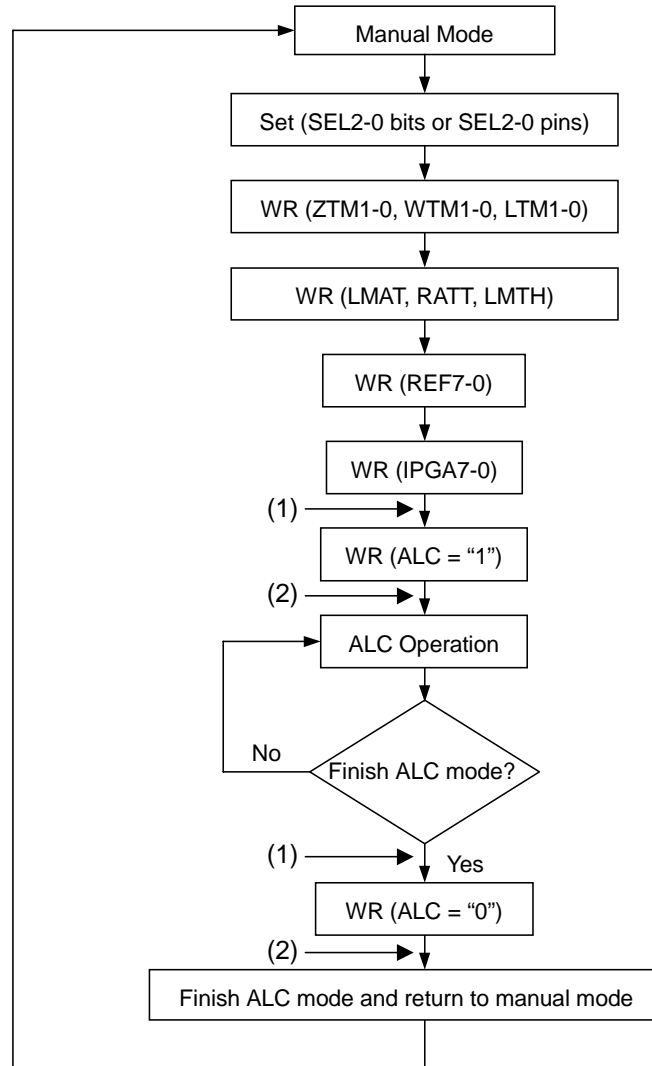 Manual Mode
Set (SEL2-0 bits or SEL2-0 pins)
WR (ZTM1-0, WTM1-0, LTM1-0)
WR (LMAT, RATT, LMTH)
WR (REF7-0)
WR (IPGA7-0)
(1)
WR (ALC = “1”)
(2)
ALC Operation
No
Finish ALC mode?
(1)
Yes
WR (ALC = “0”)
(2)
Finish ALC mode and return to manual mode